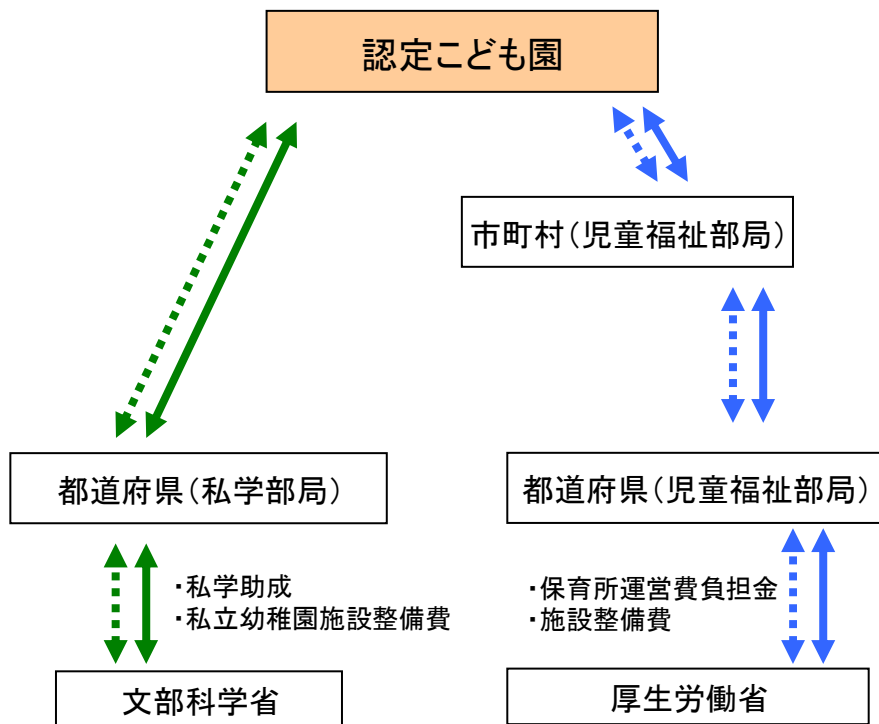 認定こども園
市町村(児童福祉部局)
都道府県(私学部局)
都道府県(児童福祉部局)
・私学助成
・私立幼稚園施設整備費
・保育所運営費負担金
・施設整備費
文部科学省
厚生労働省